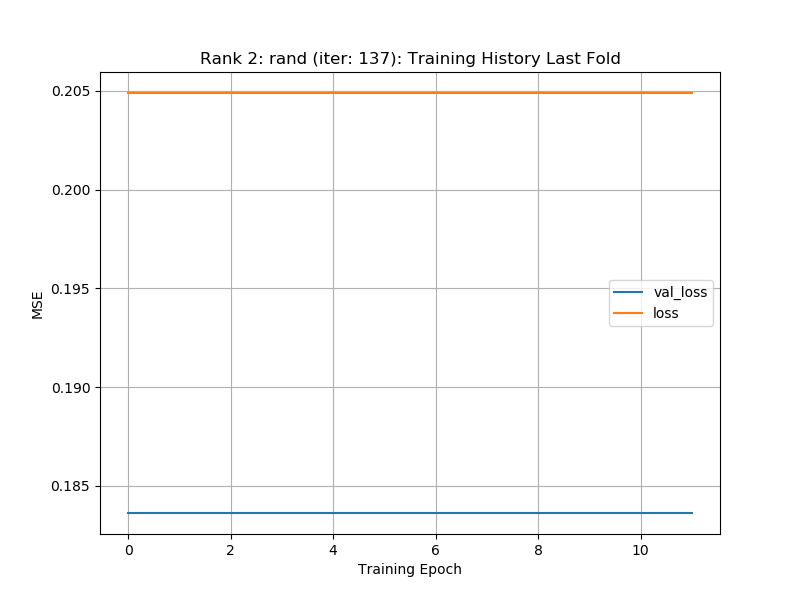 Rank 2: rand (iter: 137): Training History Last Fold
0.205
0.200
0.195
0.190
0.185
MSE
val_loss
loss
0 2 4 6 8 10
Training Epoch